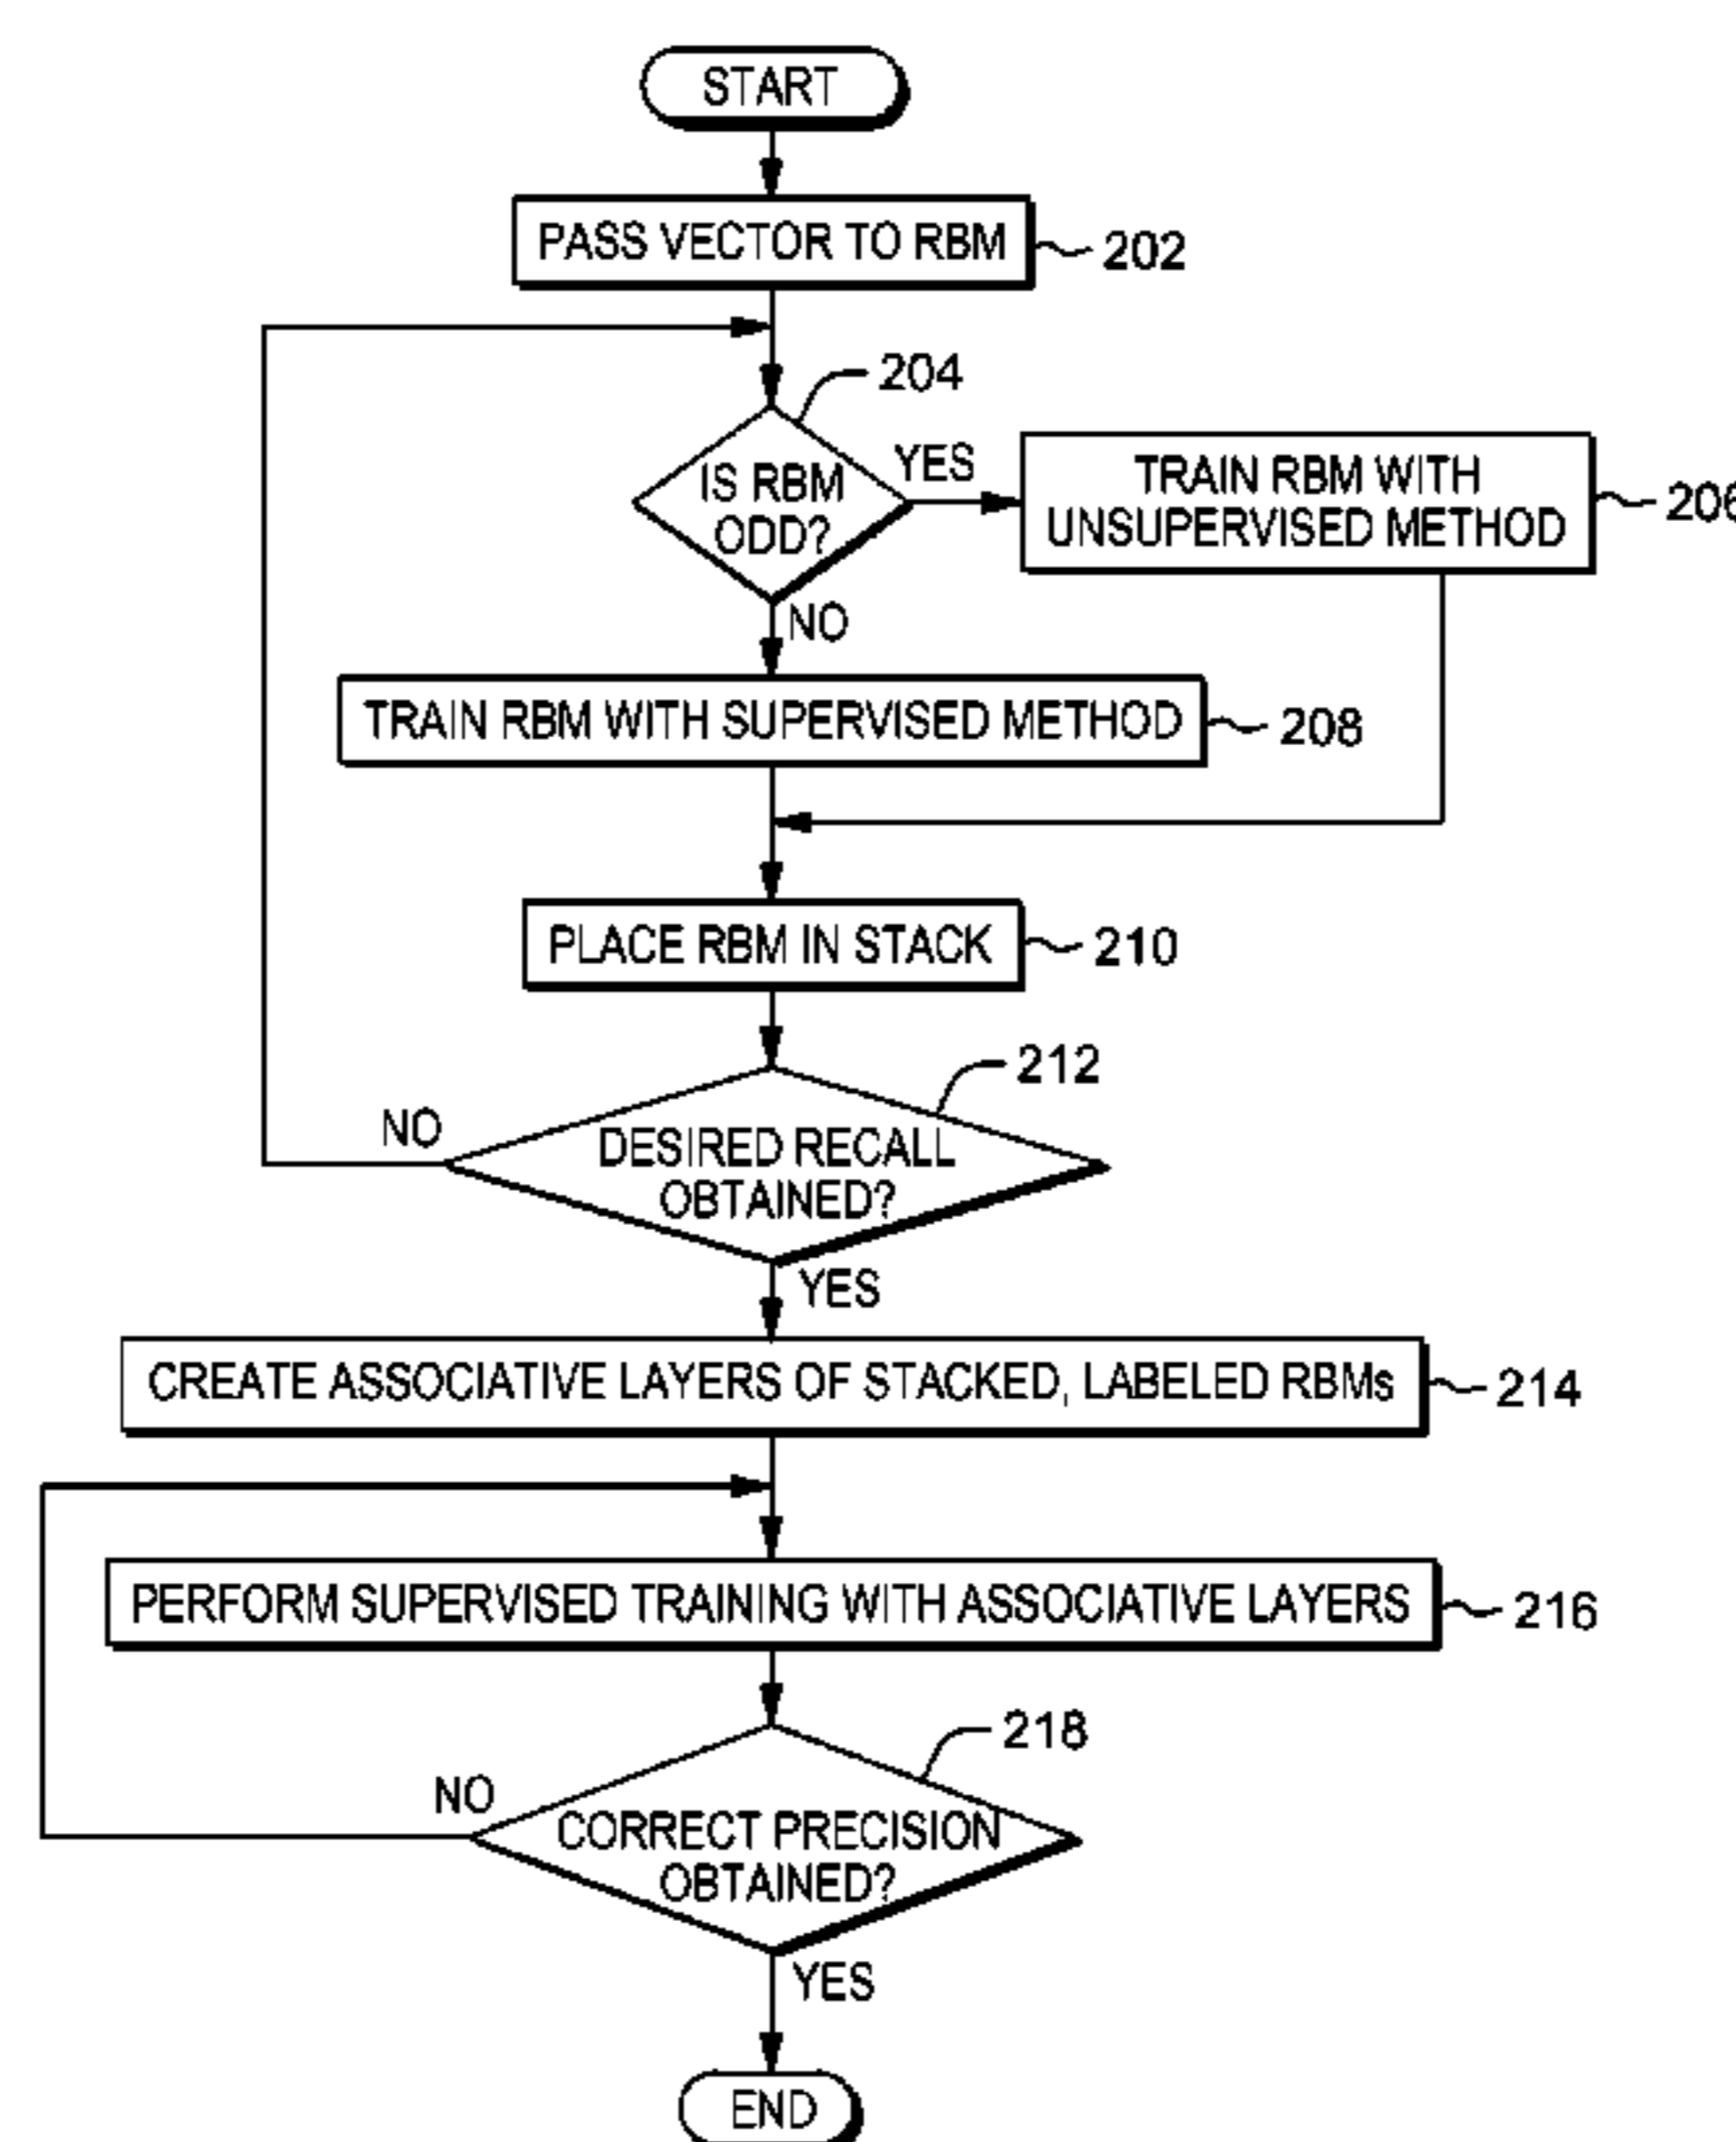 START
PASS VECTOR TO RBM
202
204
IS RBM
ODD?
YES
TRAIN RBM WITH
UNSUPERVISED METHOD
206
NO
TRAIN RBM WITH SUPERVISED METHOD
208
PLACE RBM IN STACK
210
212
DESIRED RECALL
OBTAINED?
NO
YES
CREATE ASSOCIATIVE LAYERS OF STACKED, LABELED RBMs
214
PERFORM SUPERVISED TRAINING WITH ASSOCIATIVE LAYERS
216
218
CORRECT PRECISION
OBTAINED?
NO
YES
END